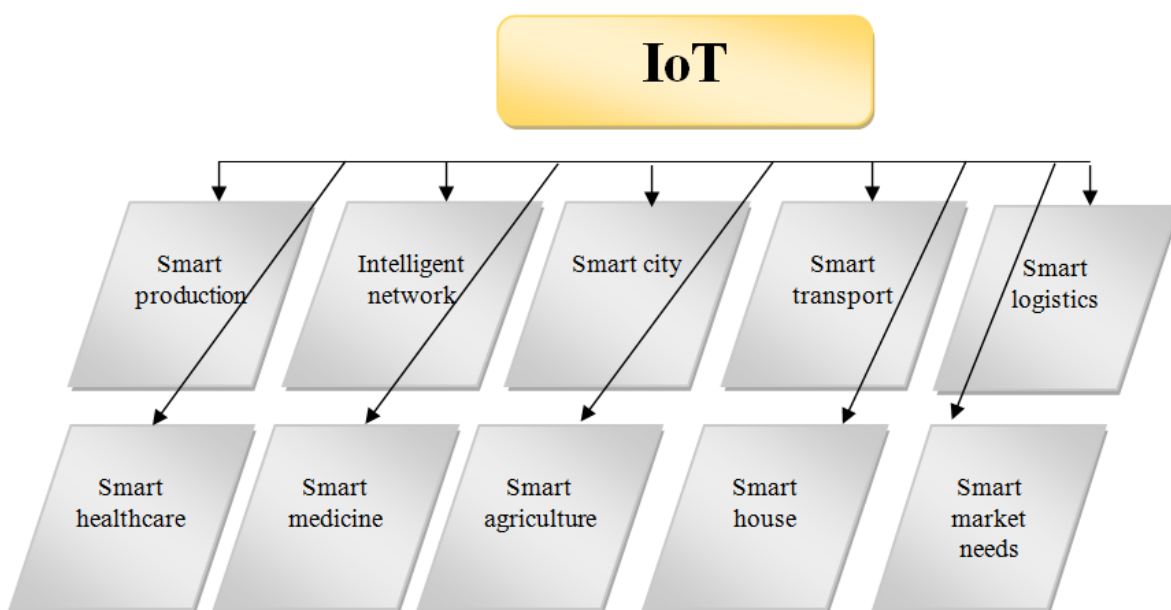 IoT
Smart
production
Intelligent
network
Smart city
Smart
transport
Smart
logistics
Smart
healthcare
Smart
medicine
Smart
agriculture
Smart
house
Smart
market
needs